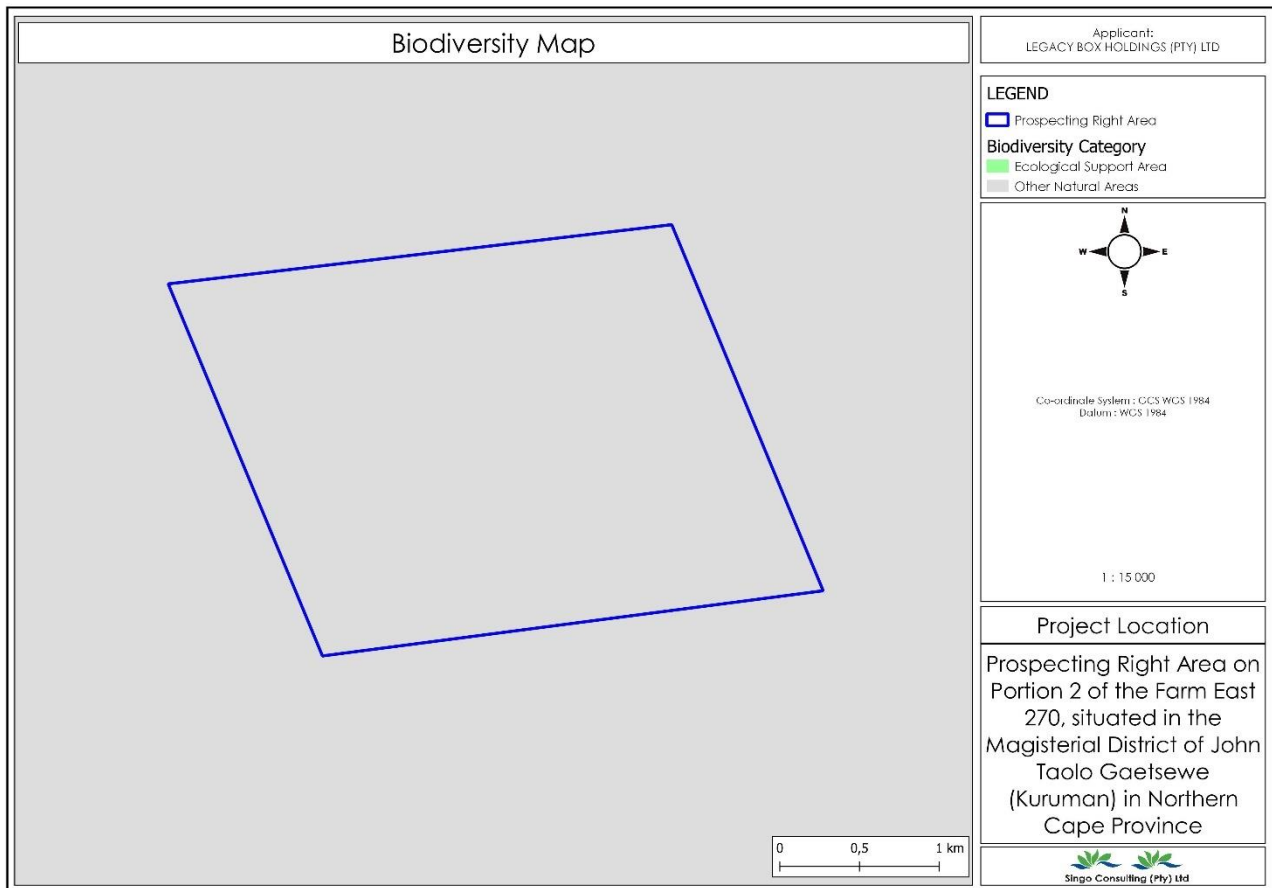 Biodiversity Map
Applicant:
LEGACY BOX HOLDINGS (PTY) LTD
LEGEND
Prospecting Right Area
Biodiversity Category
Ecological Support Area
Other Natural Areas
N
W E
S
Co-ordinate System : GCS WGS 1984
Datum : WGS 1984
1 : 15 000
Project Location
Prospecting Right Area on
Portion 2 of the Farm East
270, situated in the
Magisterial District of John
Taolo Gaetsewe
(Kuruman) in Northern
Cape Province
0 0,5 1 km
Singo Consulting (Pty) Ltd